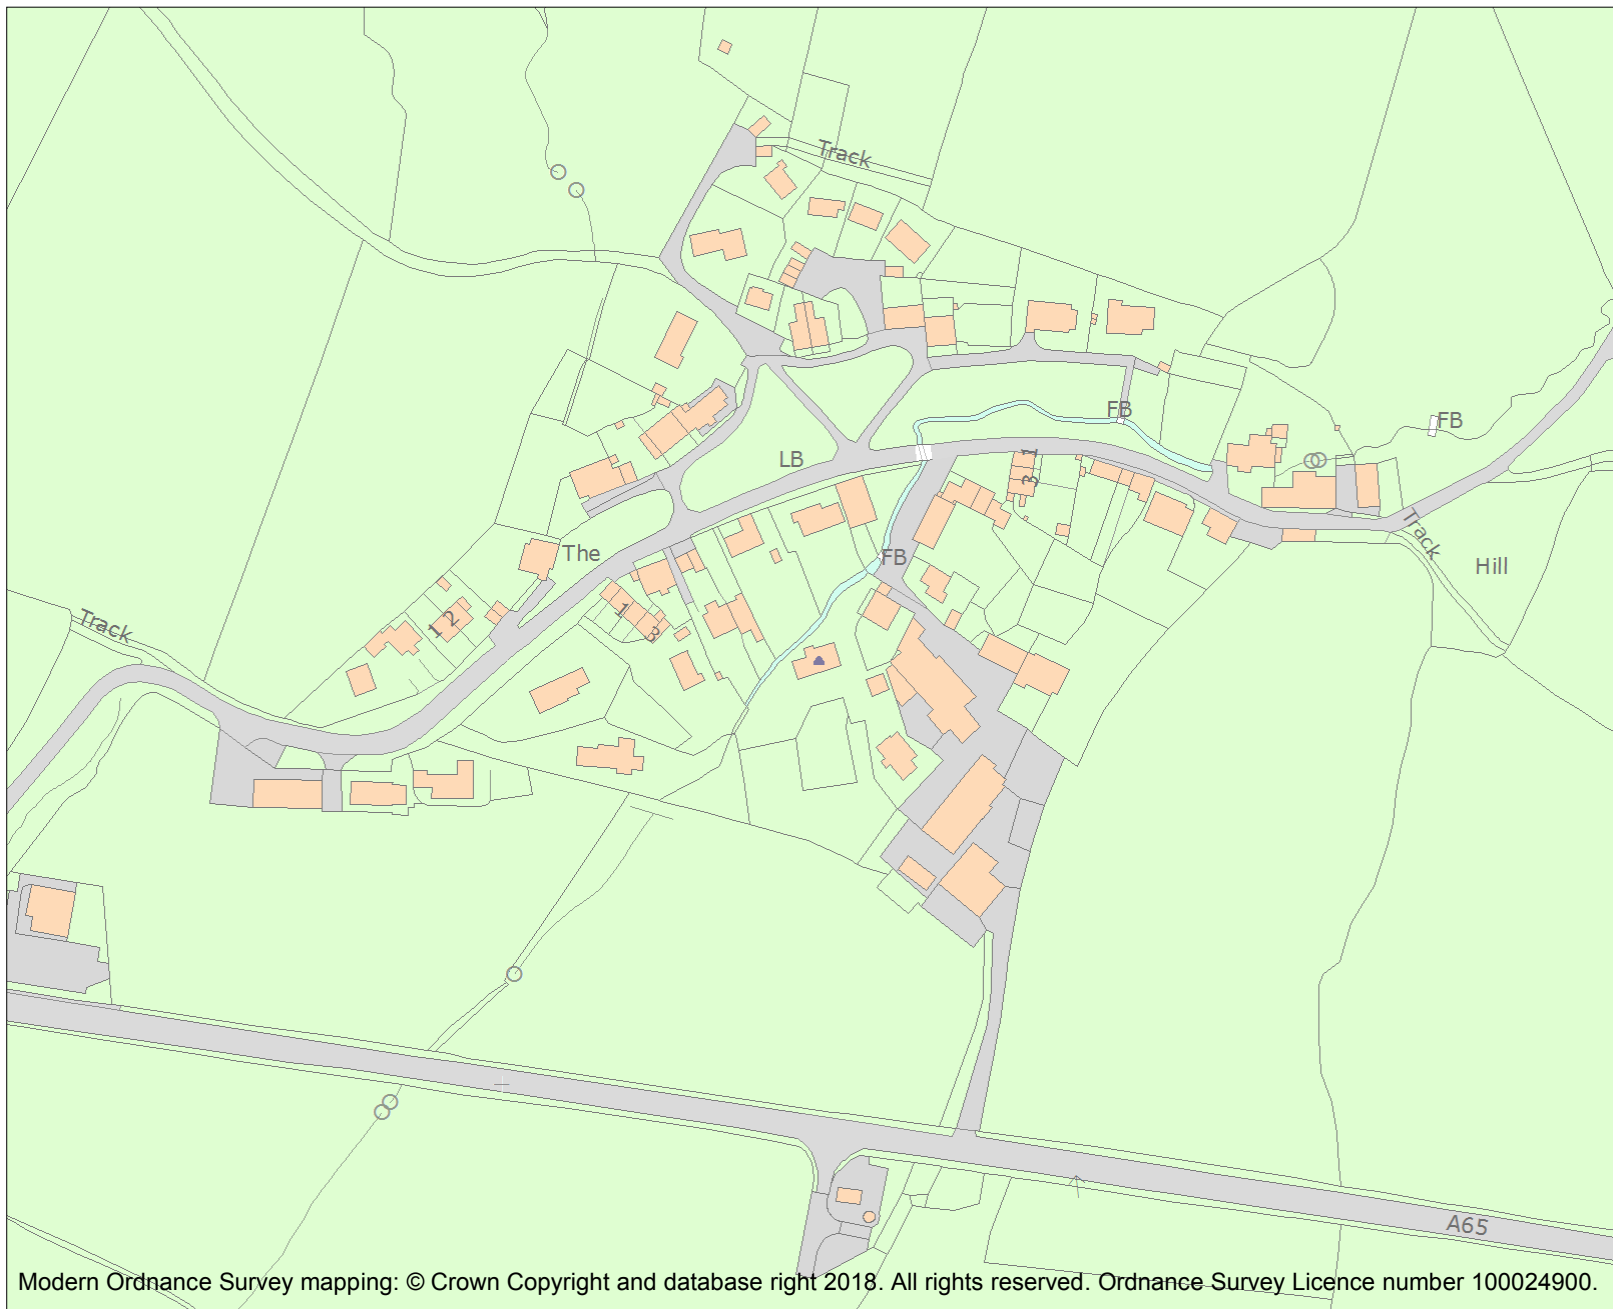 Track
FB
FB
LB
1
3
The
FB
Track
Hill
1
3
1 2
Track
A65
Modern Ordnance Survey mapping: © Crown Copyright and database right 2018. All rights reserved. Ordnance Survey Licence number 100024900.